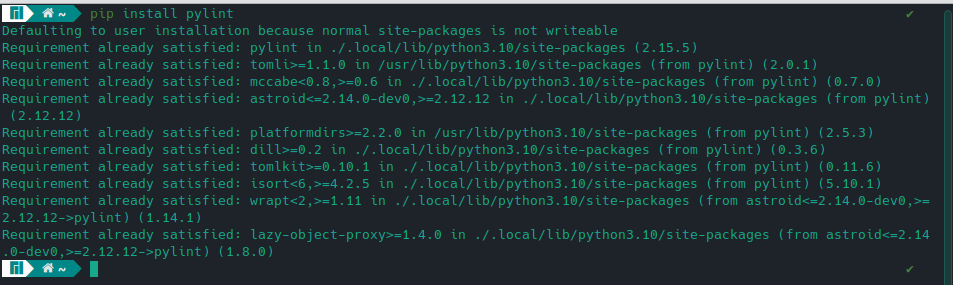 ~ pip install pylint ✔
Defaulting to user installation because normal site-packages is not writeable
Requirement already satisfied: pylint in ./.local/lib/python3.10/site-packages (2.15.5)
Requirement already satisfied: tomli>=1.1.0 in /usr/lib/python3.10/site-packages (from pylint) (2.0.1)
Requirement already satisfied: mccabe<0.8,>=0.6 in ./.local/lib/python3.10/site-packages (from pylint) (0.7.0)
Requirement already satisfied: astroid<=2.14.0-dev0,>=2.12.12 in ./.local/lib/python3.10/site-packages (from pylint)
 (2.12.12)
Requirement already satisfied: platformdirs>=2.2.0 in /usr/lib/python3.10/site-packages (from pylint) (2.5.3)
Requirement already satisfied: dill>=0.2 in ./.local/lib/python3.10/site-packages (from pylint) (0.3.6)
Requirement already satisfied: tomlkit>=0.10.1 in ./.local/lib/python3.10/site-packages (from pylint) (0.11.6)
Requirement already satisfied: isort<6,>=4.2.5 in ./.local/lib/python3.10/site-packages (from pylint) (5.10.1)
Requirement already satisfied: wrapt<2,>=1.11 in ./.local/lib/python3.10/site-packages (from astroid<=2.14.0-dev0,>=
2.12.12->pylint) (1.14.1)
Requirement already satisfied: lazy-object-proxy>=1.4.0 in ./.local/lib/python3.10/site-packages (from astroid<=2.14
.0-dev0,>=2.12.12->pylint) (1.8.0)
~ ✔